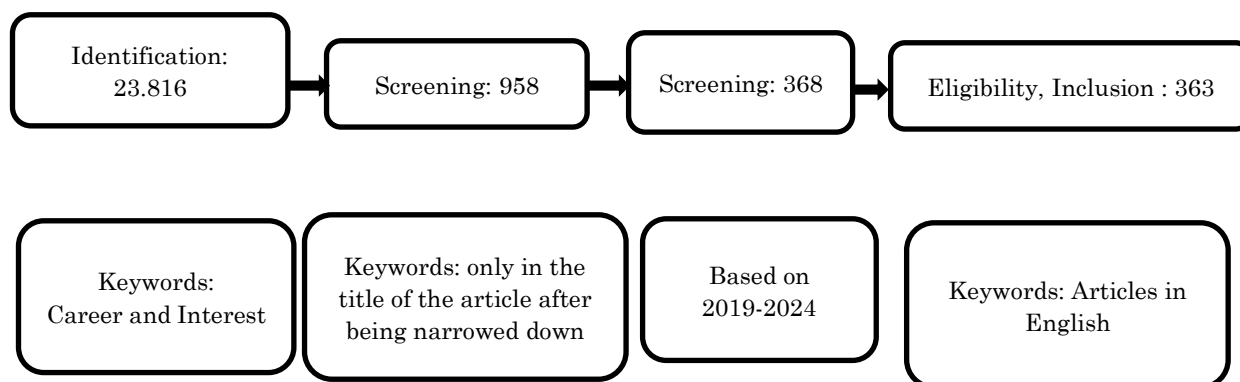 Identification:
23.816
Screening: 958
Screening: 368
Eligibility, Inclusion : 363
Keywords:
Career and Interest
Keywords: only in the
title of the article after
being narrowed down
Based on
2019-2024
Keywords: Articles in
English